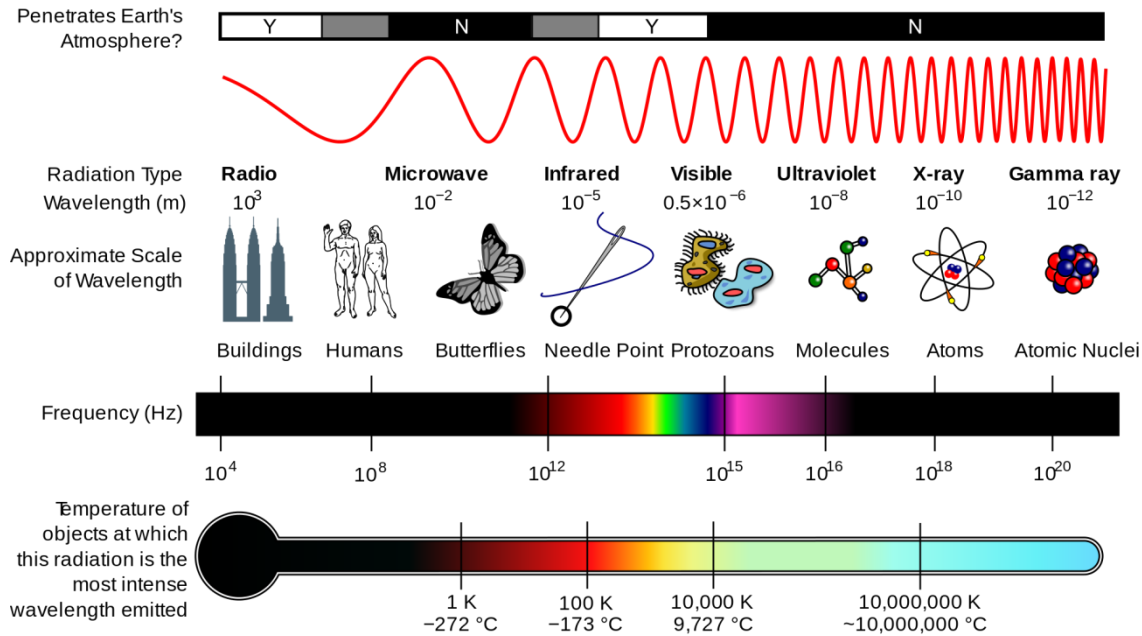 Penetrates Earth's
Atmosphere?
Y N Y N
Radiation Type Radio Microwave Infrared Visible Ultraviolet X-ray Gamma ray
Wavelength (m) 10³ 10⁻² 10⁻⁵ 0.5×10⁻⁶ 10⁻⁸ 10⁻¹⁰ 10⁻¹²
Approximate Scale
of Wavelength
Buildings Humans Butterflies Needle Point Protozoans Molecules Atoms Atomic Nuclei
Frequency (Hz)
10⁴ 10⁸ 10¹² 10¹⁵ 10¹⁶ 10¹⁸ 10²⁰
Temperature of
objects at which
this radiation is the
most intense
wavelength emitted
1 K 100 K 10,000 K 10,000,000 K
−272 °C −173 °C 9,727 °C ~10,000,000 °C